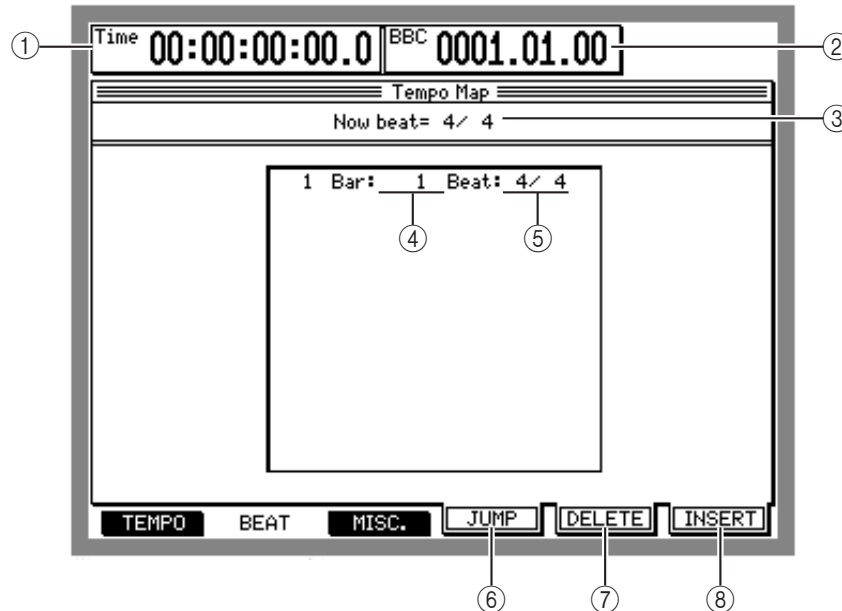 ① Time 00:00:00:00.0 BBC 0001.01.00 ②
Tempo Map
Now beat= 4/ 4 ③
1 Bar: 1 Beat: 4/ 4
④ ⑤
TEMPO BEAT MISC. JUMP DELETE INSERT
⑥ ⑦ ⑧